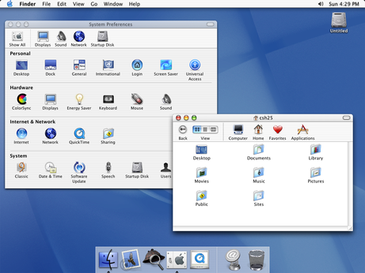 Finder File Edit View Go Window Help
Sun 4:29 PM
Untitled
System Preferences
Show All Displays Sound Network Startup Disk
Personal
Desktop Dock General International Login Screen Saver Universal
Access
Hardware
ColorSync Displays Energy Saver Keyboard Mouse Sound
Internet & Network
Internet Network QuickTime Sharing
System
Classic Date & Time Software
Update Speech Startup Disk Users
csh25
Back View Computer Home Favorites Applications
Desktop Documents Library
Movies Music Pictures
Public Sites